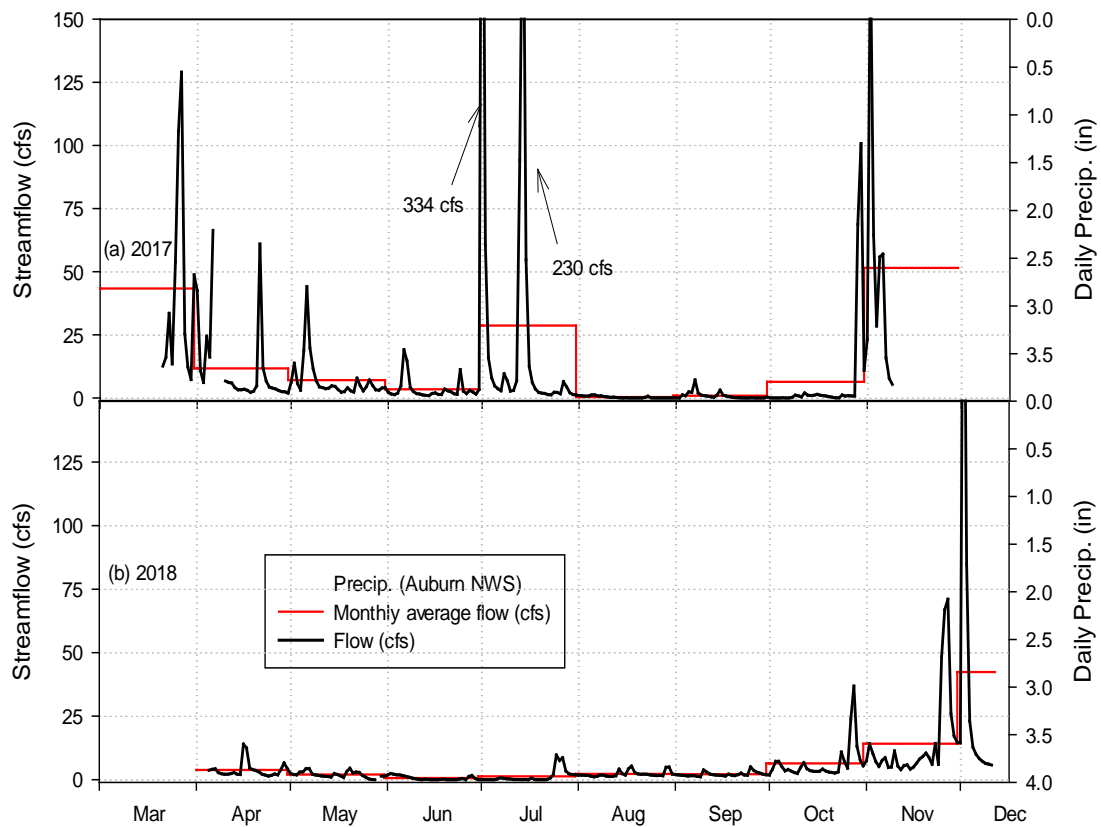 150
125
100
75
50
25
0
Streamflow (cfs)
(a) 2017
334 cfs
230 cfs
0.0
0.5
1.0
1.5
2.0
2.5
3.0
3.5
0.0
Daily Precip. (in)
125
100
75
50
25
0
Streamflow (cfs)
(b) 2018
Precip. (Auburn NWS)
Monthly average flow (cfs)
Flow (cfs)
0.5
1.0
1.5
2.0
2.5
3.0
3.5
4.0
Daily Precip. (in)
Mar Apr May Jun Jul Aug Sep Oct Nov Dec